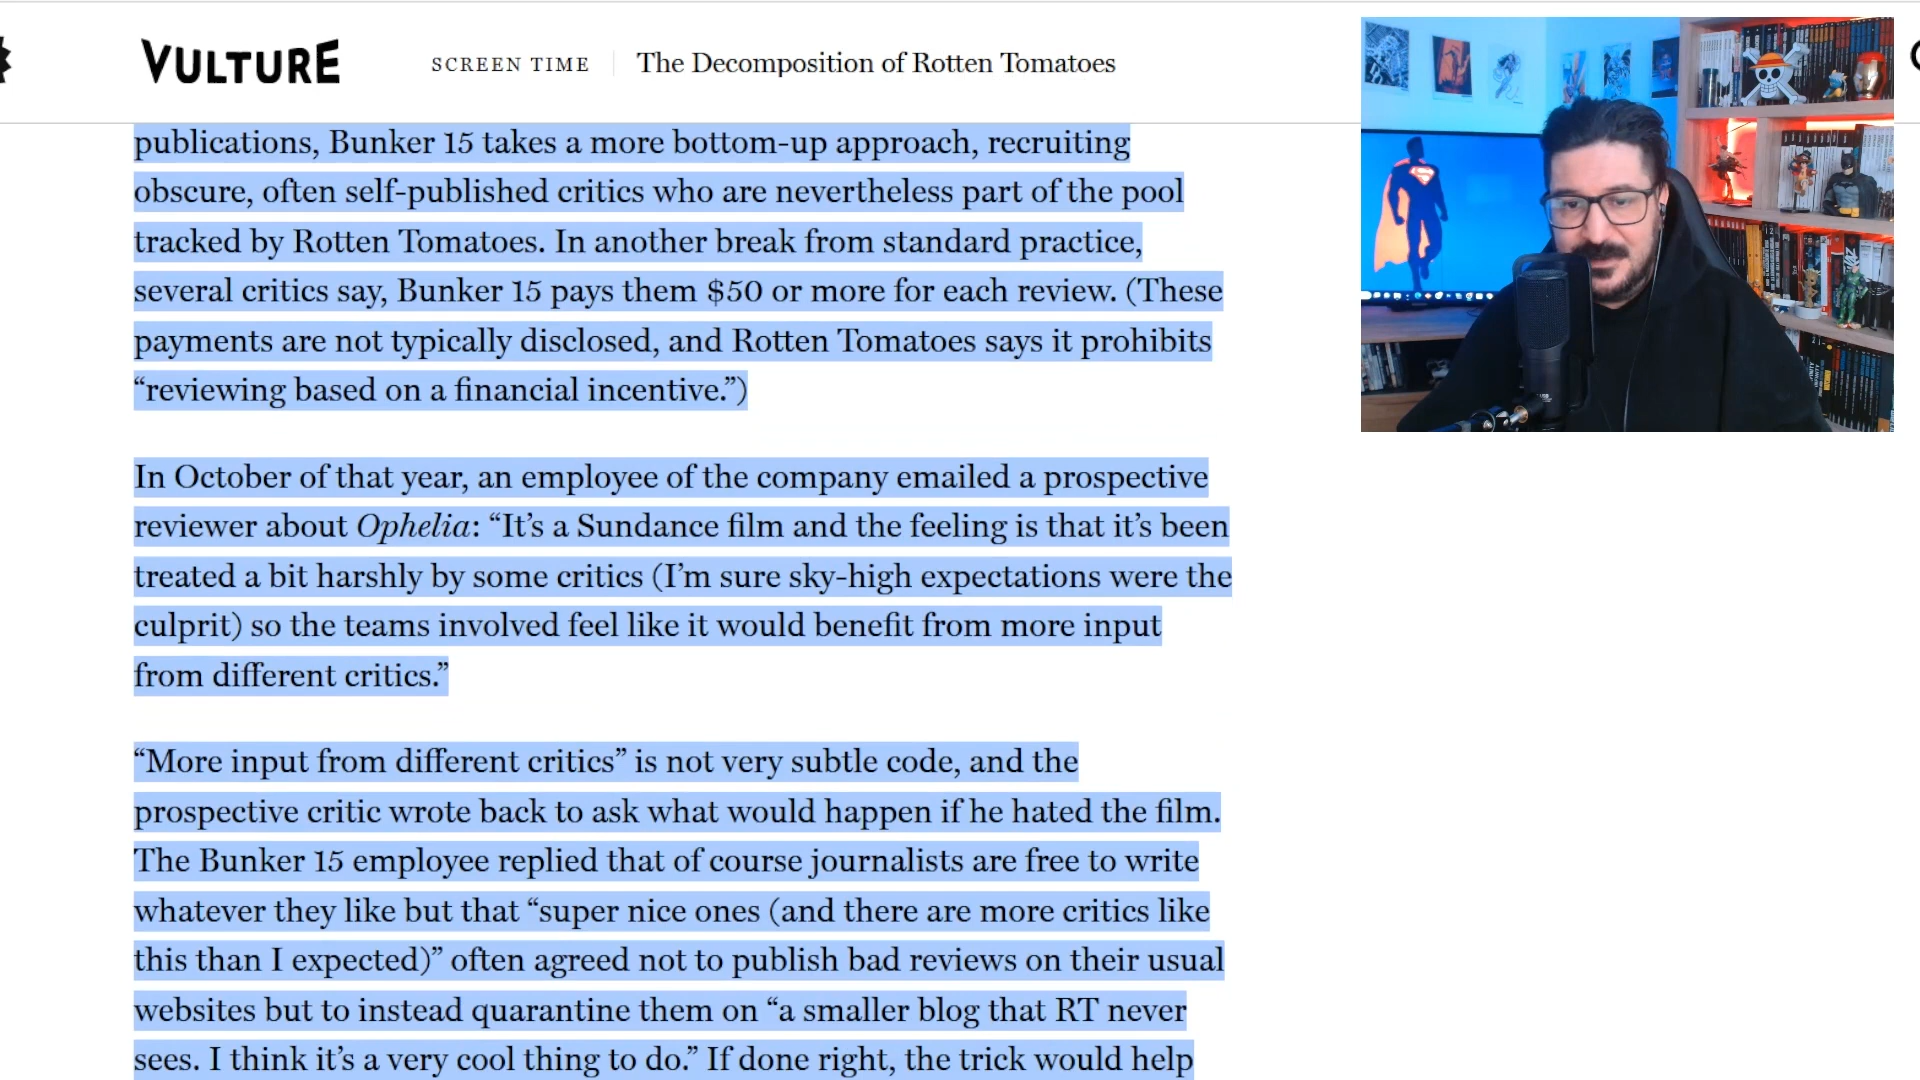 VULTURE
SCREEN TIME
The Decomposition of Rotten Tomatoes
publications, Bunker 15 takes a more bottom-up approach, recruiting
obscure, often self-published critics who are nevertheless part of the pool
tracked by Rotten Tomatoes. In another break from standard practice,
several critics say, Bunker 15 pays them $50 or more for each review. (These
payments are not typically disclosed, and Rotten Tomatoes says it prohibits
“reviewing based on a financial incentive.”)
In October of that year, an employee of the company emailed a prospective
reviewer about Ophelia: “It’s a Sundance film and the feeling is that it’s been
treated a bit harshly by some critics (I’m sure sky-high expectations were the
culprit) so the teams involved feel like it would benefit from more input
from different critics.”
“More input from different critics” is not very subtle code, and the
prospective critic wrote back to ask what would happen if he hated the film.
The Bunker 15 employee replied that of course journalists are free to write
whatever they like but that “super nice ones (and there are more critics like
this than I expected)” often agreed not to publish bad reviews on their usual
websites but to instead quarantine them on “a smaller blog that RT never
sees. I think it’s a very cool thing to do.” If done right, the trick would help